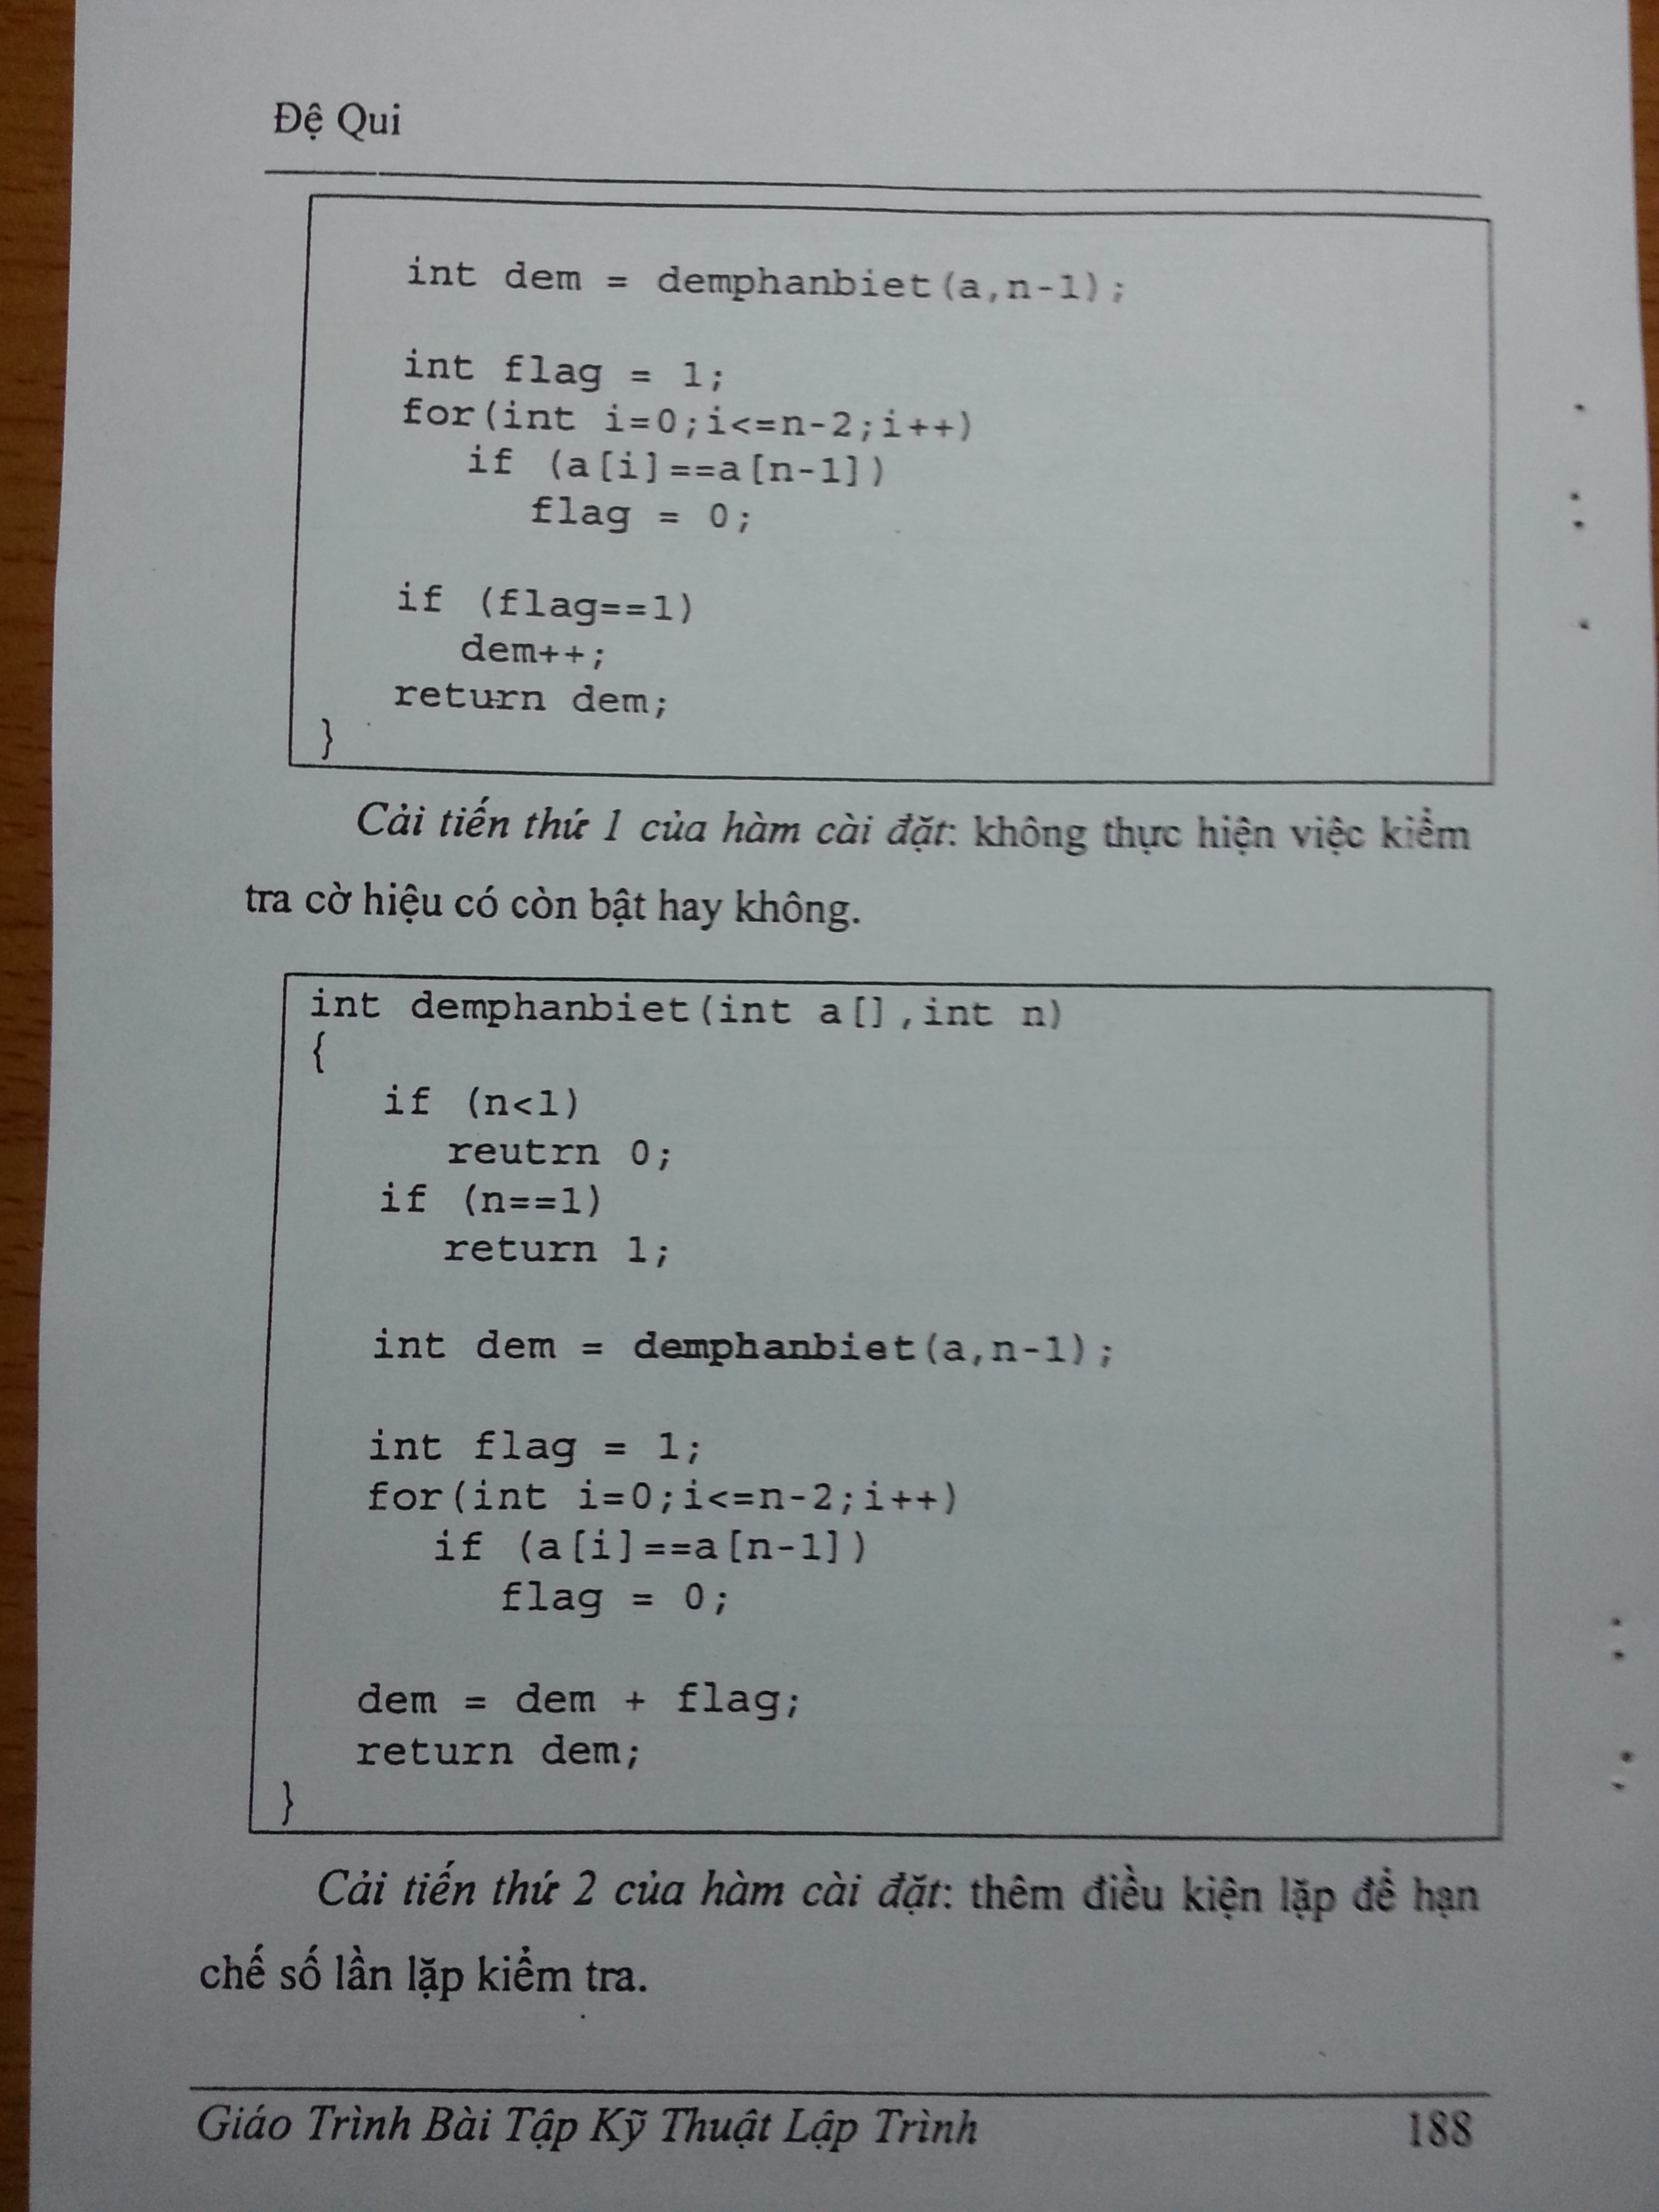 Đệ Qui
int dem = demphanbiet(a,n-1);
int flag = 1;
for(int i=0;i<=n-2;i++)
if (a[i]==a[n-1])
flag = 0;
if (flag==1)
dem++;
return dem;
}
Cải tiến thứ 1 của hàm cài đặt: không thực hiện việc kiểm
tra cờ hiệu có còn bật hay không.
int demphanbiet(int a[],int n)
{
if (n<1)
reutrn 0;
if (n==1)
return 1;
int dem = demphanbiet(a,n-1);
int flag = 1;
for(int i=0;i<=n-2;i++)
if (a[i]==a[n-1])
flag = 0;
dem = dem + flag;
return dem;
}
Cải tiến thứ 2 của hàm cài đặt: thêm điều kiện lặp để hạn
chế số lần lặp kiểm tra.
Giáo Trình Bài Tập Kỹ Thuật Lập Trình 188